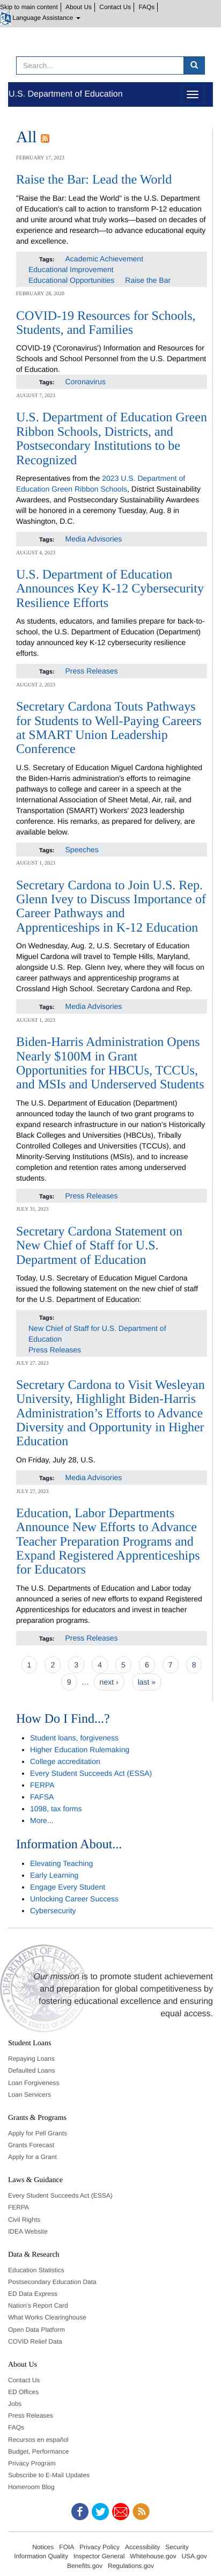 Skip to main content | About Us | Contact Us | FAQs |
Language Assistance
Search...
U.S. Department of Education
All
FEBRUARY 17, 2023
Raise the Bar: Lead the World
"Raise the Bar: Lead the World" is the U.S. Department
of Education's call to action to transform P-12 education
and unite around what truly works—based on decades of
experience and research—to advance educational equity
and excellence.
Tags: Academic Achievement
Educational Improvement
Educational Opportunities Raise the Bar
FEBRUARY 28, 2020
COVID-19 Resources for Schools,
Students, and Families
COVID-19 ('Coronavirus') Information and Resources for
Schools and School Personnel from the U.S. Department
of Education.
Tags: Coronavirus
AUGUST 7, 2023
U.S. Department of Education Green
Ribbon Schools, Districts, and
Postsecondary Institutions to be
Recognized
Representatives from the 2023 U.S. Department of
Education Green Ribbon Schools, District Sustainability
Awardees, and Postsecondary Sustainability Awardees
will be honored at a ceremony Tuesday, Aug. 8 in
Washington, D.C.
Tags: Media Advisories
AUGUST 4, 2023
U.S. Department of Education
Announces Key K-12 Cybersecurity
Resilience Efforts
As students, educators, and families prepare for back-to-
school, the U.S. Department of Education (Department)
today announced key K-12 cybersecurity resilience
efforts.
Tags: Press Releases
AUGUST 2, 2023
Secretary Cardona Touts Pathways
for Students to Well-Paying Careers
at SMART Union Leadership
Conference
U.S. Secretary of Education Miguel Cardona highlighted
the Biden-Harris administration's efforts in reimagining
pathways to college and career in a speech at the
International Association of Sheet Metal, Air, Rail, and
Transportation (SMART) Workers' 2023 leadership
conference. His remarks, as prepared for delivery, are
available below.
Tags: Speeches
AUGUST 1, 2023
Secretary Cardona to Join U.S. Rep.
Glenn Ivey to Discuss Importance of
Career Pathways and
Apprenticeships in K-12 Education
On Wednesday, Aug. 2, U.S. Secretary of Education
Miguel Cardona will travel to Temple Hills, Maryland,
alongside U.S. Rep. Glenn Ivey, where they will focus on
career pathways and apprenticeship programs at
Crossland High School. Secretary Cardona and Rep.
Tags: Media Advisories
AUGUST 1, 2023
Biden-Harris Administration Opens
Nearly $100M in Grant
Opportunities for HBCUs, TCCUs,
and MSIs and Underserved Students
The U.S. Department of Education (Department)
announced today the launch of two grant programs to
expand research infrastructure in our nation's Historically
Black Colleges and Universities (HBCUs), Tribally
Controlled Colleges and Universities (TCCUs), and
Minority-Serving Institutions (MSIs), and to increase
completion and success rates amongst underserved
students.
Tags: Press Releases
JULY 31, 2023
Secretary Cardona Statement on
New Chief of Staff for U.S.
Department of Education
Today, U.S. Secretary of Education Miguel Cardona
issued the following statement on the new chief of staff
for the U.S. Department of Education:
Tags:
New Chief of Staff for U.S. Department of
Education
Press Releases
JULY 27, 2023
Secretary Cardona to Visit Wesleyan
University, Highlight Biden-Harris
Administration’s Efforts to Advance
Diversity and Opportunity in Higher
Education
On Friday, July 28, U.S.
Tags: Media Advisories
JULY 27, 2023
Education, Labor Departments
Announce New Efforts to Advance
Teacher Preparation Programs and
Expand Registered Apprenticeships
for Educators
The U.S. Departments of Education and Labor today
announced a series of new efforts to expand Registered
Apprenticeships for educators and invest in teacher
preparation programs.
Tags: Press Releases
1 2 3 4 5 6 7 8
9 … next › last »
How Do I Find...?
Student loans, forgiveness
Higher Education Rulemaking
College accreditation
Every Student Succeeds Act (ESSA)
FERPA
FAFSA
1098, tax forms
More...
Information About...
Elevating Teaching
Early Learning
Engage Every Student
Unlocking Career Success
Cybersecurity
Our mission is to promote student achievement
and preparation for global competitiveness by
fostering educational excellence and ensuring
equal access.
Student Loans
Repaying Loans
Defaulted Loans
Loan Forgiveness
Loan Servicers
Grants & Programs
Apply for Pell Grants
Grants Forecast
Apply for a Grant
Laws & Guidance
Every Student Succeeds Act (ESSA)
FERPA
Civil Rights
IDEA Website
Data & Research
Education Statistics
Postsecondary Education Data
ED Data Express
Nation's Report Card
What Works Clearinghouse
Open Data Platform
COVID Relief Data
About Us
Contact Us
ED Offices
Jobs
Press Releases
FAQs
Recursos en español
Budget, Performance
Privacy Program
Subscribe to E-Mail Updates
Homeroom Blog
Notices FOIA Privacy Policy Accessibility Security
Information Quality Inspector General Whitehouse.gov USA.gov
Benefits.gov Regulations.gov